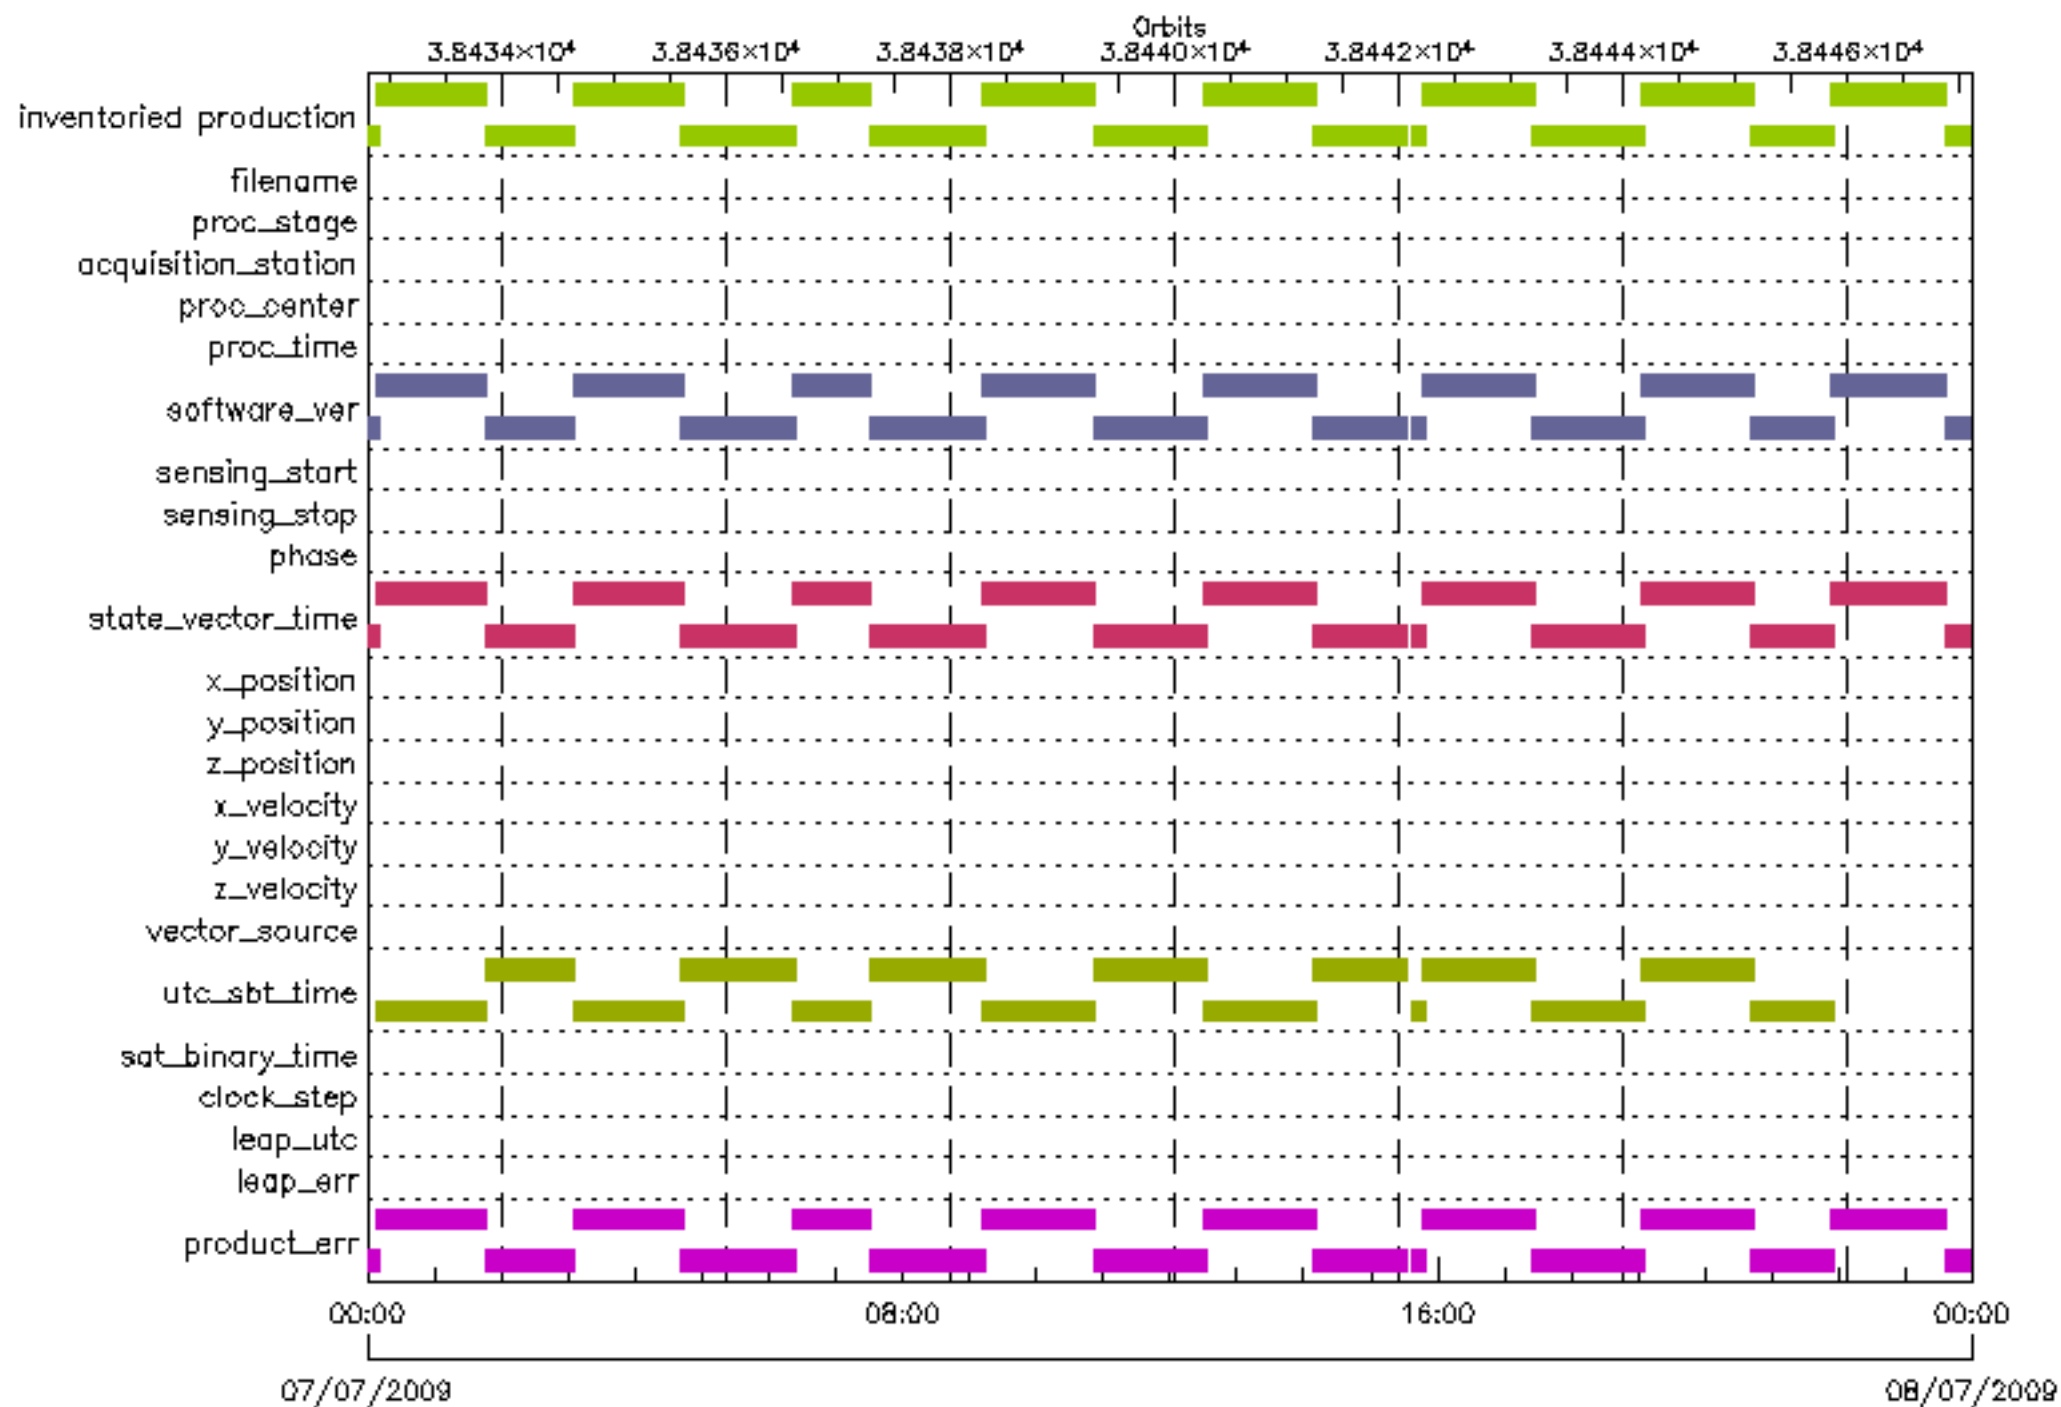 Orbits
3.8434×10⁴ 3.8436×10⁴ 3.8438×10⁴ 3.8440×10⁴ 3.8442×10⁴ 3.8444×10⁴ 3.8446×10⁴
inventoried production
filename
proc_stage
acquisition_station
proc_center
proc_time
software_ver
sensing_start
sensing_stop
phase
state_vector_time
x_position
y_position
z_position
x_velocity
y_velocity
z_velocity
vector_source
utc_sbt_time
sat_binary_time
clock_step
leap_utc
leap_err
product_err
00:00 08:00 16:00 00:00
07/07/2009 08/07/2009